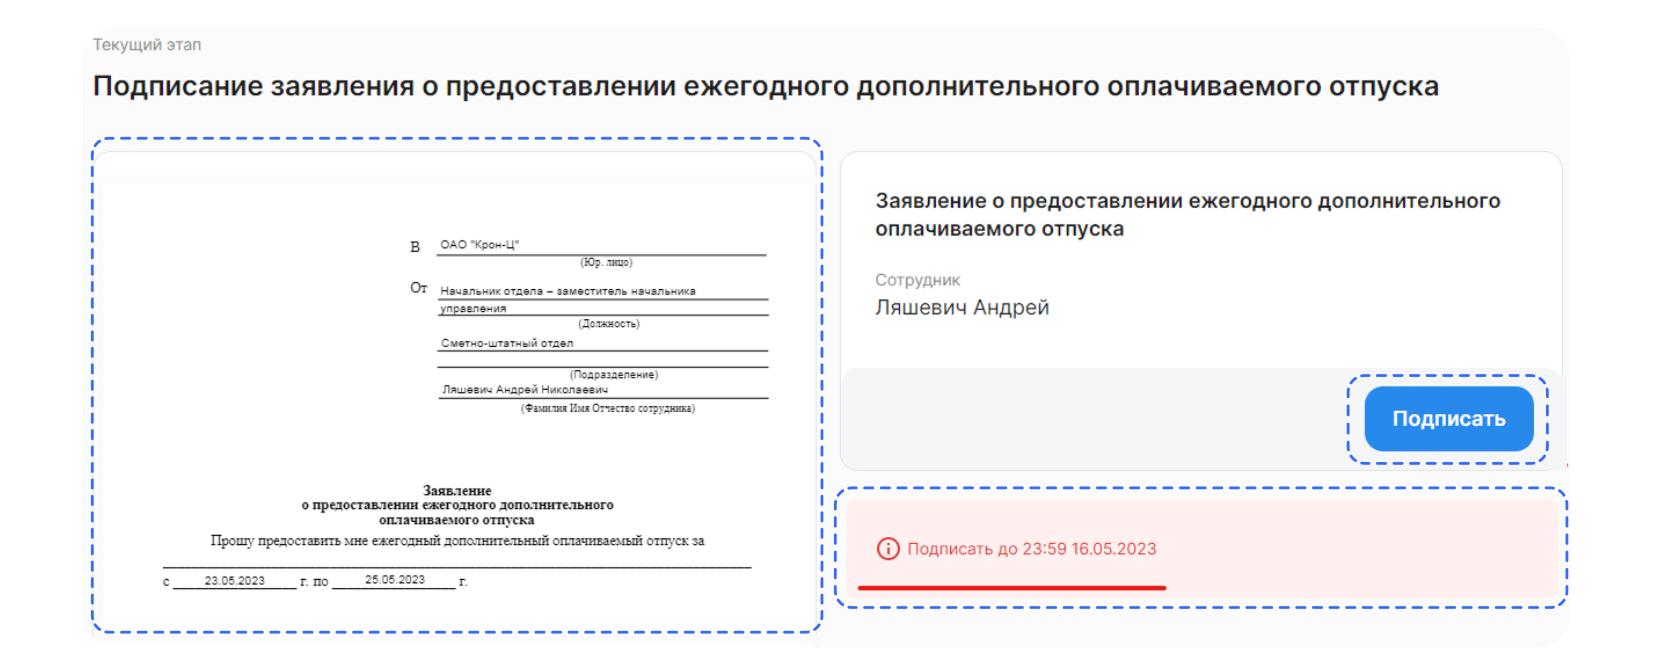 Текущий этап
Подписание заявления о предоставлении ежегодного дополнительного оплачиваемого отпуска
В ОАО "Крон-Ц"
(Юр. лицо)
От Начальник отдела – заместитель начальника
управления
(Должность)
Сметно-штатный отдел
(Подразделение)
Ляшевич Андрей Николаевич
(Фамилия Имя Отчество сотрудника)
Заявление
о предоставлении ежегодного дополнительного
оплачиваемого отпуска
Прошу предоставить мне ежегодный дополнительный оплачиваемый отпуск за
с 23.05.2023 г. по 25.05.2023 г.
Заявление о предоставлении ежегодного дополнительного
оплачиваемого отпуска
Сотрудник
Ляшевич Андрей
Подписать
Подписать до 23:59 16.05.2023